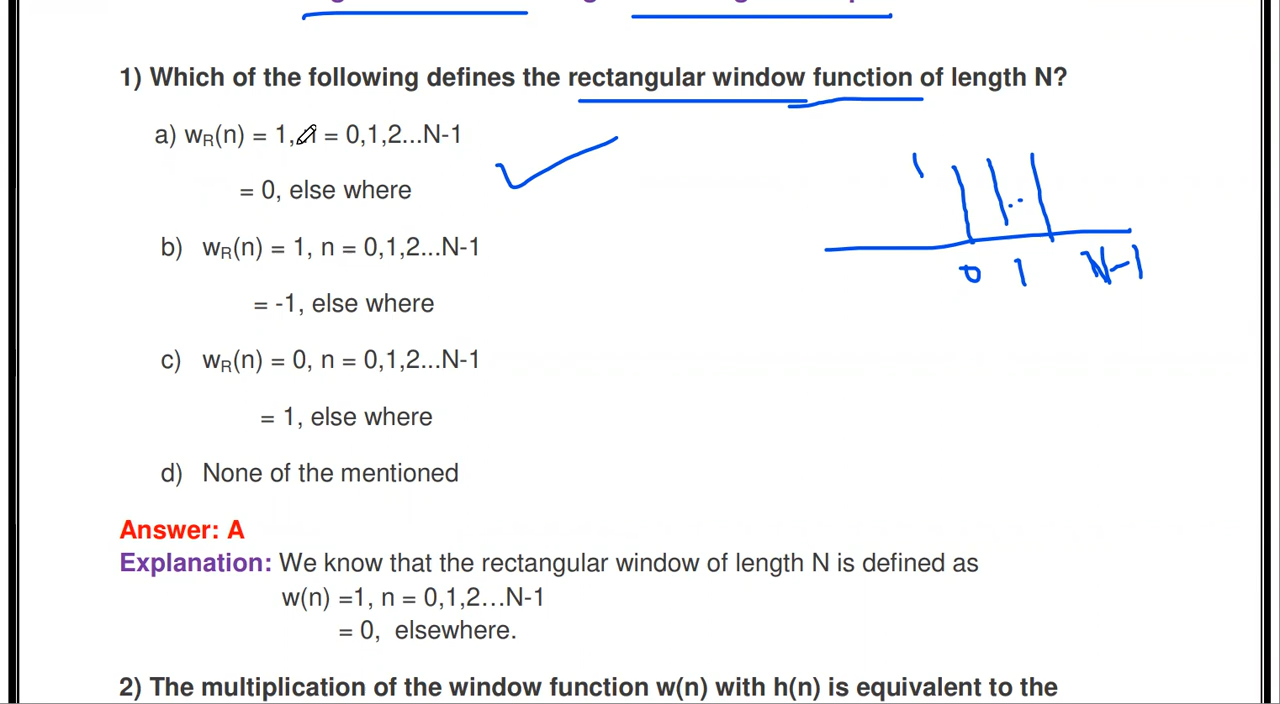 1) Which of the following defines the rectangular window function of length N?
a) wR(n) = 1, = 0,1,2...N-1
= 0, else where
b) wR(n) = 1, n = 0,1,2...N-1
= -1, else where
c) wR(n) = 0, n = 0,1,2...N-1
= 1, else where
d) None of the mentioned
0 1 N-1
Answer: A
Explanation: We know that the rectangular window of length N is defined as
w(n) =1, n = 0,1,2…N-1
= 0, elsewhere.
2) The multiplication of the window function w(n) with h(n) is equivalent to the